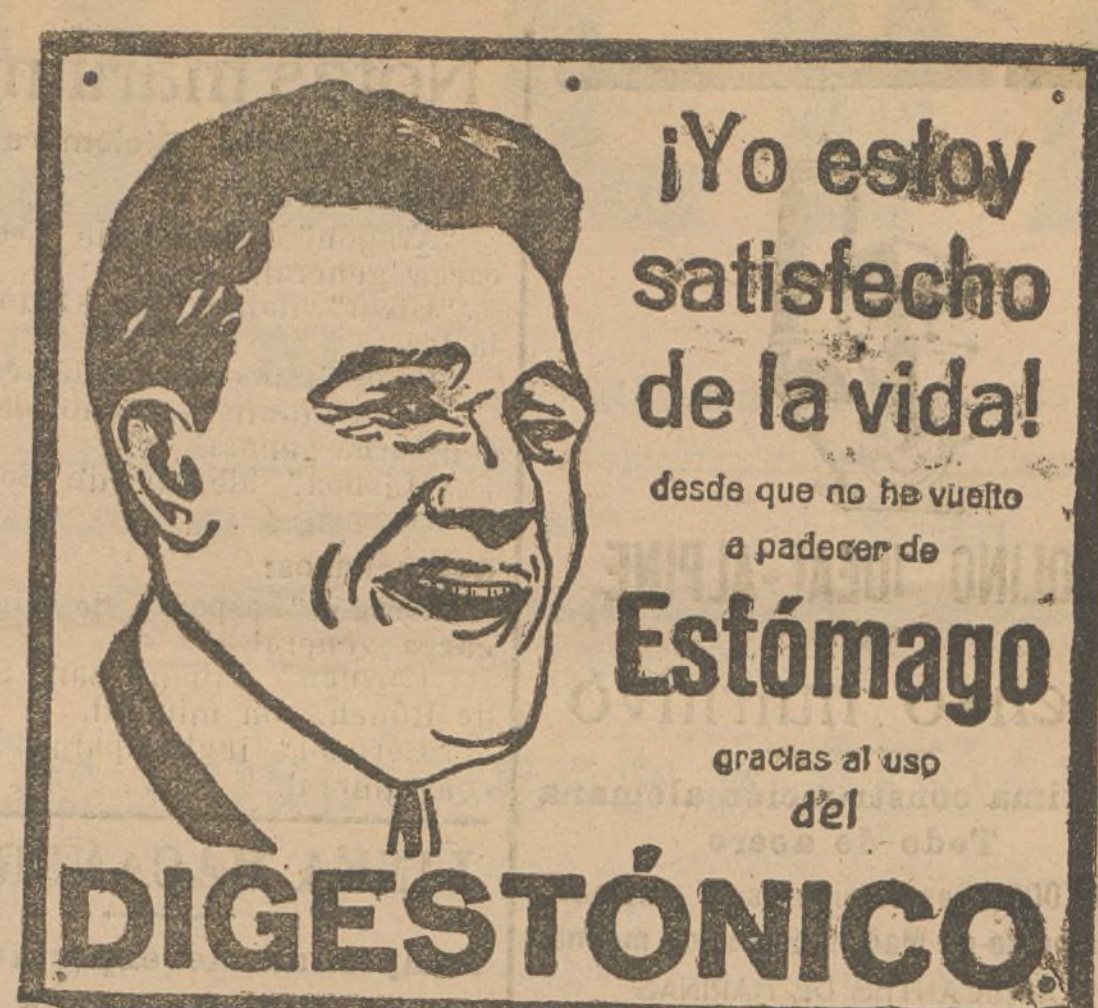 ¡Yo estoy
satisfecho
de la vida!
desde que no he vuelto
a padecer de
Estómago
gracias al uso
del
DIGESTÓNICO